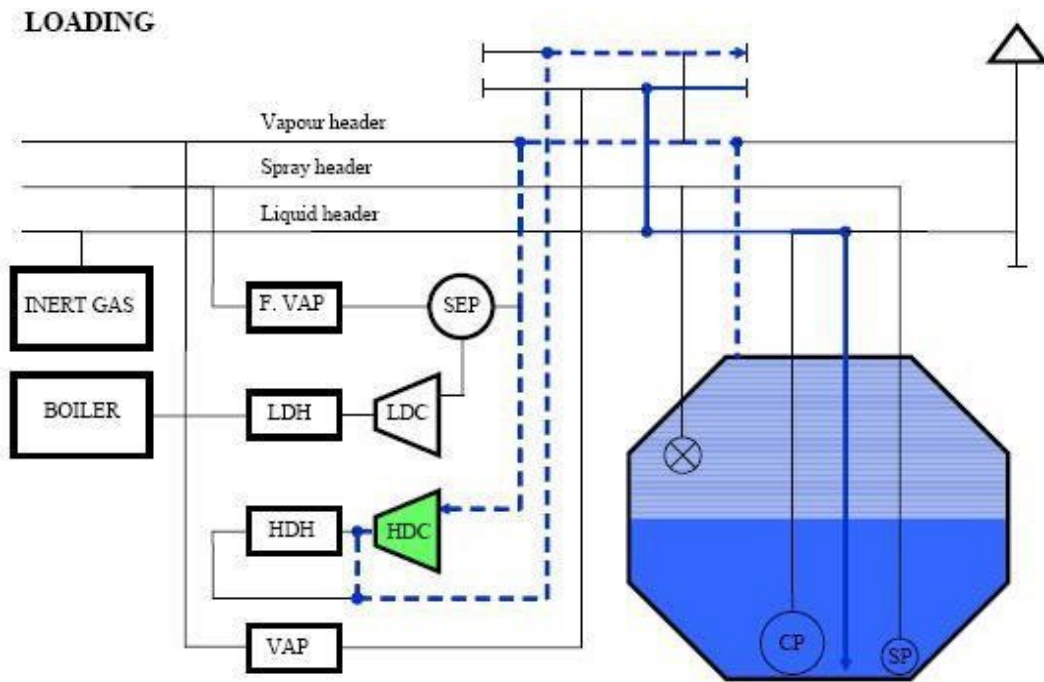 LOADING
Vapour header
Spray header
Liquid header
INERT GAS
F. VAP
SEP
BOILER
LDH
LDC
HDH
HDC
VAP
CP
SP